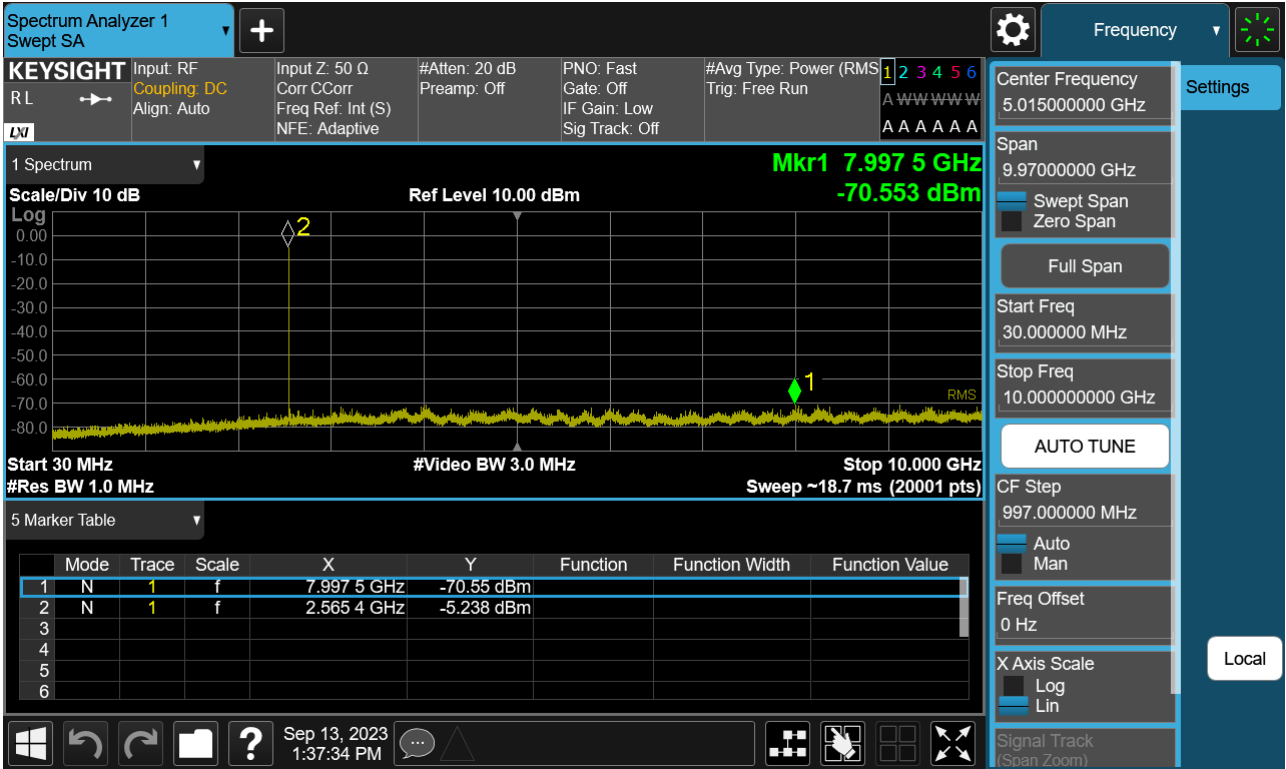 Spectrum Analyzer 1
Swept SA
Frequency
KEYSIGHT
R L
LXI
Input: RF
Coupling: DC
Align: Auto
Input Z: 50 Ω
Corr CCorr
Freq Ref: Int (S)
NFE: Adaptive
#Atten: 20 dB
Preamp: Off
PNO: Fast
Gate: Off
IF Gain: Low
Sig Track: Off
#Avg Type: Power (RMS
Trig: Free Run
1 2 3 4 5 6
A W W W W W
A A A A A A
1 Spectrum
Mkr1 7.997 5 GHz
Scale/Div 10 dB
Ref Level 10.00 dBm
-70.553 dBm
Log
0.00
-10.0
-20.0
-30.0
-40.0
-50.0
-60.0
-70.0
-80.0
2
1
RMS
Start 30 MHz
#Video BW 3.0 MHz
Stop 10.000 GHz
#Res BW 1.0 MHz
Sweep ~18.7 ms (20001 pts)
5 Marker Table
Mode Trace Scale X Y Function Function Width Function Value
1 N 1 f 7.997 5 GHz -70.55 dBm
2 N 1 f 2.565 4 GHz -5.238 dBm
3
4
5
6
Sep 13, 2023
1:37:34 PM
Center Frequency
5.015000000 GHz
Span
9.97000000 GHz
Swept Span
Zero Span
Full Span
Start Freq
30.000000 MHz
Stop Freq
10.000000000 GHz
AUTO TUNE
CF Step
997.000000 MHz
Auto
Man
Freq Offset
0 Hz
X Axis Scale
Log
Lin
Signal Track
(Span Zoom)
Settings
Local